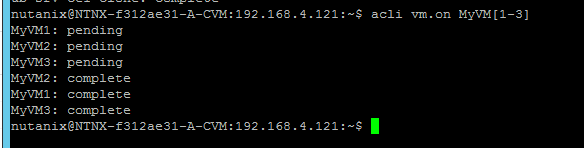 nutanix@NTNX-f312ae31-A-CVM:192.168.4.121:~$ acli vm.on MyVM[1-3]
MyVM1: pending
MyVM2: pending
MyVM3: pending
MyVM2: complete
MyVM1: complete
MyVM3: complete
nutanix@NTNX-f312ae31-A-CVM:192.168.4.121:~$